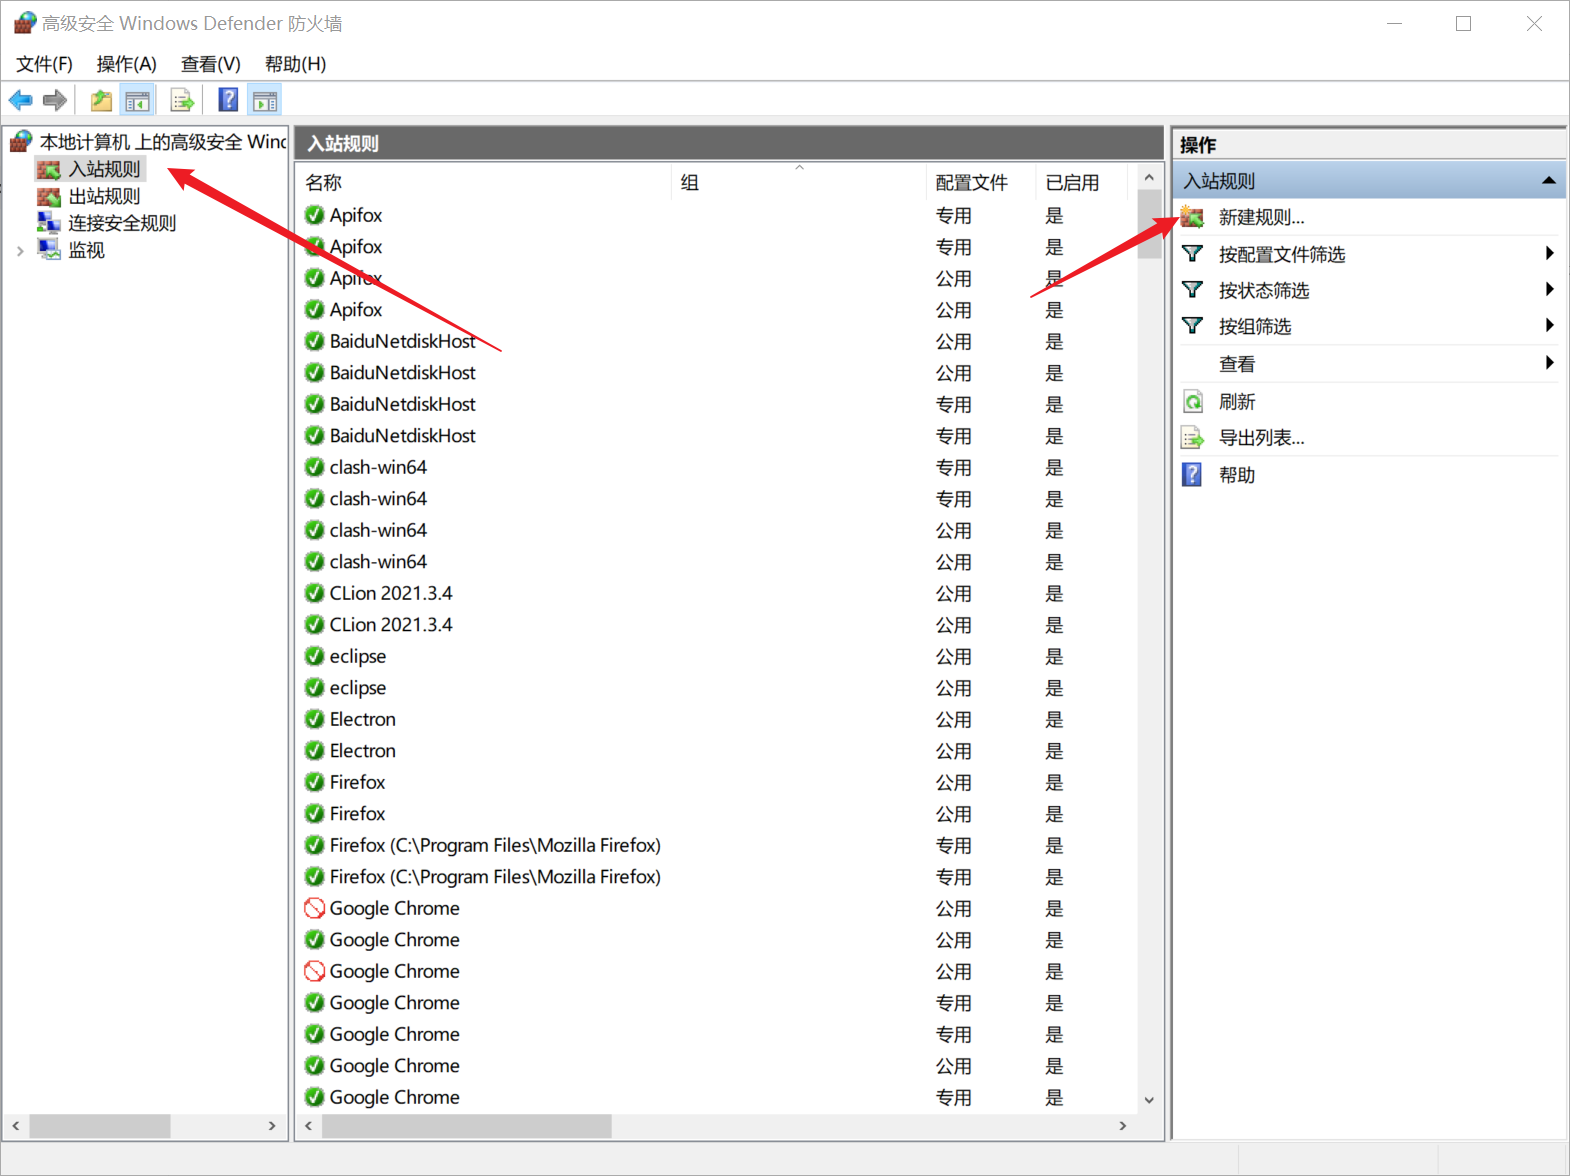 高级安全 Windows Defender 防火墙
文件(F) 操作(A) 查看(V) 帮助(H)
本地计算机 上的高级安全 Wind
入站规则
出站规则
连接安全规则
监视
入站规则
名称 组 配置文件 已启用
Apifox 专用 是
Apifox 专用 是
Apifox 公用 是
Apifox 公用 是
BaiduNetdiskHost 公用 是
BaiduNetdiskHost 公用 是
BaiduNetdiskHost 专用 是
BaiduNetdiskHost 专用 是
clash-win64 专用 是
clash-win64 专用 是
clash-win64 公用 是
clash-win64 公用 是
CLion 2021.3.4 公用 是
CLion 2021.3.4 公用 是
eclipse 公用 是
eclipse 公用 是
Electron 公用 是
Electron 公用 是
Firefox 公用 是
Firefox 公用 是
Firefox (C:\Program Files\Mozilla Firefox) 专用 是
Firefox (C:\Program Files\Mozilla Firefox) 专用 是
Google Chrome 公用 是
Google Chrome 公用 是
Google Chrome 公用 是
Google Chrome 专用 是
Google Chrome 专用 是
Google Chrome 公用 是
Google Chrome 专用 是
操作
入站规则
新建规则...
按配置文件筛选
按状态筛选
按组筛选
查看
刷新
导出列表...
帮助